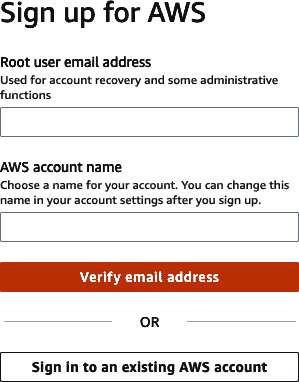 Sign up for AWS
Root user email address
Used for account recovery and some administrative
functions
AWS account name
Choose a name for your account. You can change this
name in your account settings after you sign up.
Verify email address
OR
Sign in to an existing AWS account